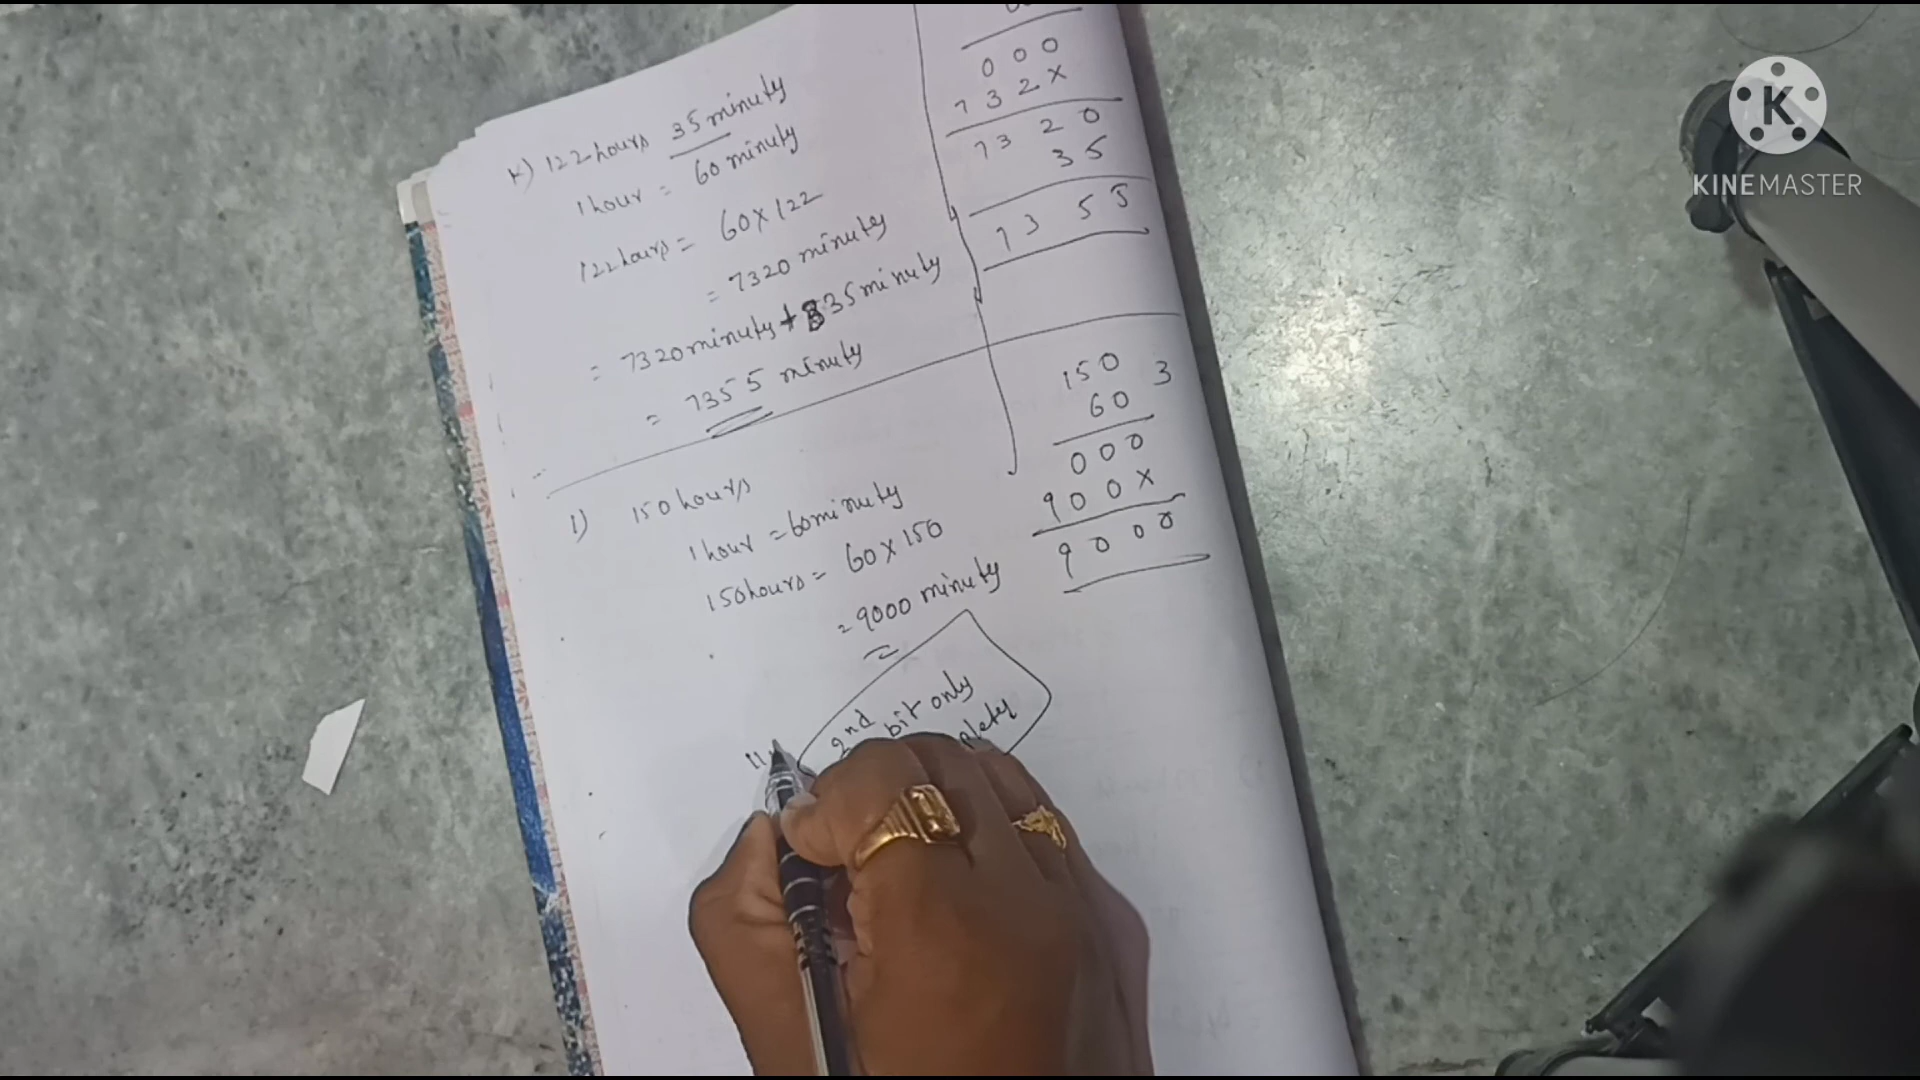 K) 122 hours 35 minuty
1 hour = 60 minuty
122 hours = 60 X 122
= 7320 minuty
= 7320 minuty + 35 minuty
= 7355 minuty
000
732X
7320
35
7355
l) 150 hours
1 hour = 60 minuty
150 hours = 60 X 150
= 9000 minuty
150
60 3
000
900X
9000
2nd
bit only
KINEMASTER